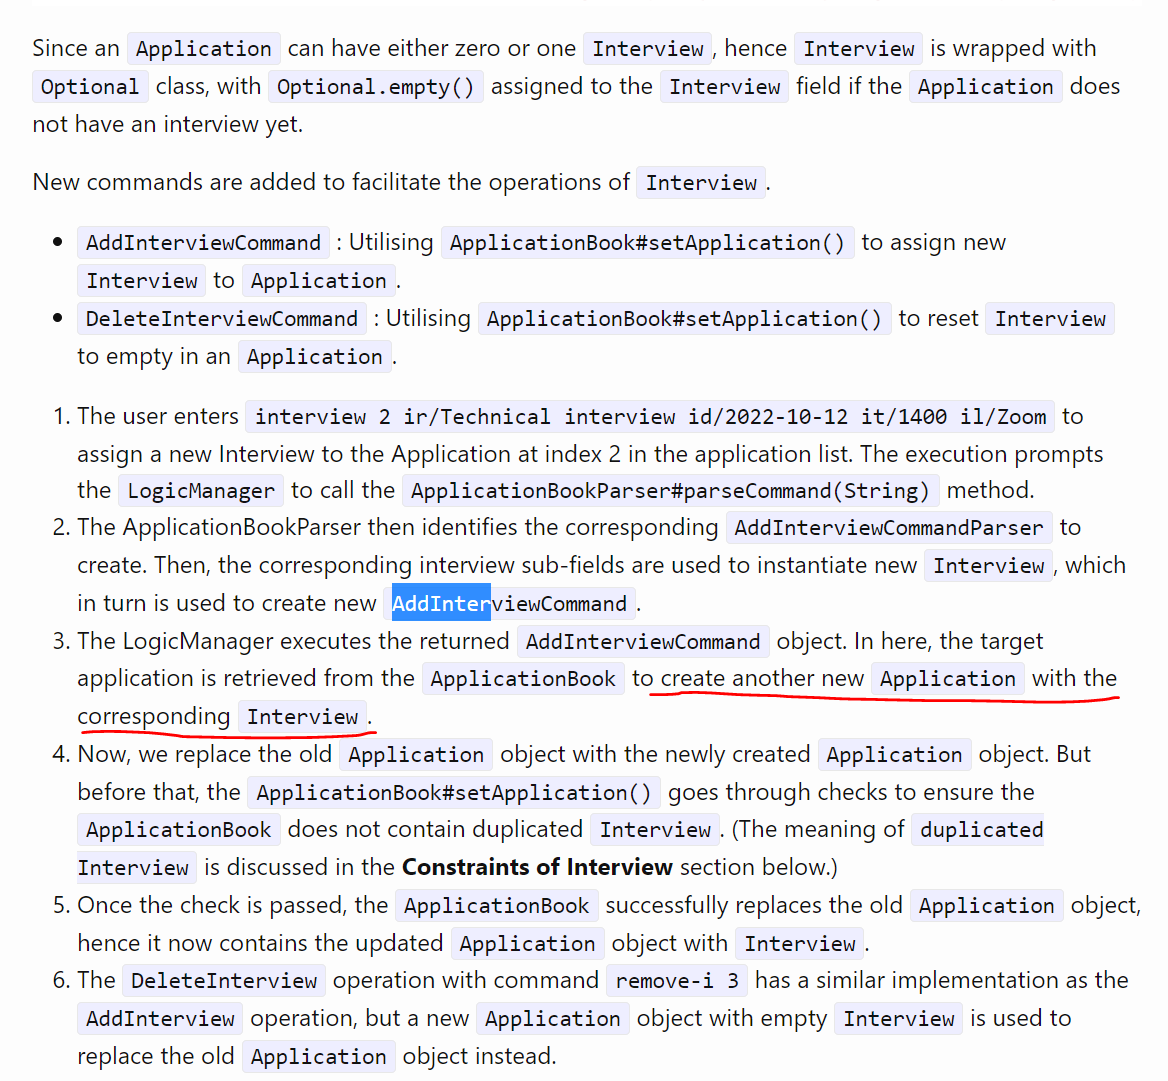 Since an Application can have either zero or one Interview, hence Interview is wrapped with
Optional class, with Optional.empty() assigned to the Interview field if the Application does
not have an interview yet.
New commands are added to facilitate the operations of Interview.
• AddInterviewCommand : Utilising ApplicationBook#setApplication() to assign new
Interview to Application.
• DeleteInterviewCommand : Utilising ApplicationBook#setApplication() to reset Interview
to empty in an Application.
1. The user enters interview 2 ir/Technical interview id/2022-10-12 it/1400 il/Zoom to
assign a new Interview to the Application at index 2 in the application list. The execution prompts
the LogicManager to call the ApplicationBookParser#parseCommand(String) method.
2. The ApplicationBookParser then identifies the corresponding AddInterviewCommandParser to
create. Then, the corresponding interview sub-fields are used to instantiate new Interview, which
in turn is used to create new AddInterviewCommand.
3. The LogicManager executes the returned AddInterviewCommand object. In here, the target
application is retrieved from the ApplicationBook to create another new Application with the
corresponding Interview.
4. Now, we replace the old Application object with the newly created Application object. But
before that, the ApplicationBook#setApplication() goes through checks to ensure the
ApplicationBook does not contain duplicated Interview. (The meaning of duplicated
Interview is discussed in the Constraints of Interview section below.)
5. Once the check is passed, the ApplicationBook successfully replaces the old Application object,
hence it now contains the updated Application object with Interview.
6. The DeleteInterview operation with command remove-i 3 has a similar implementation as the
AddInterview operation, but a new Application object with empty Interview is used to
replace the old Application object instead.